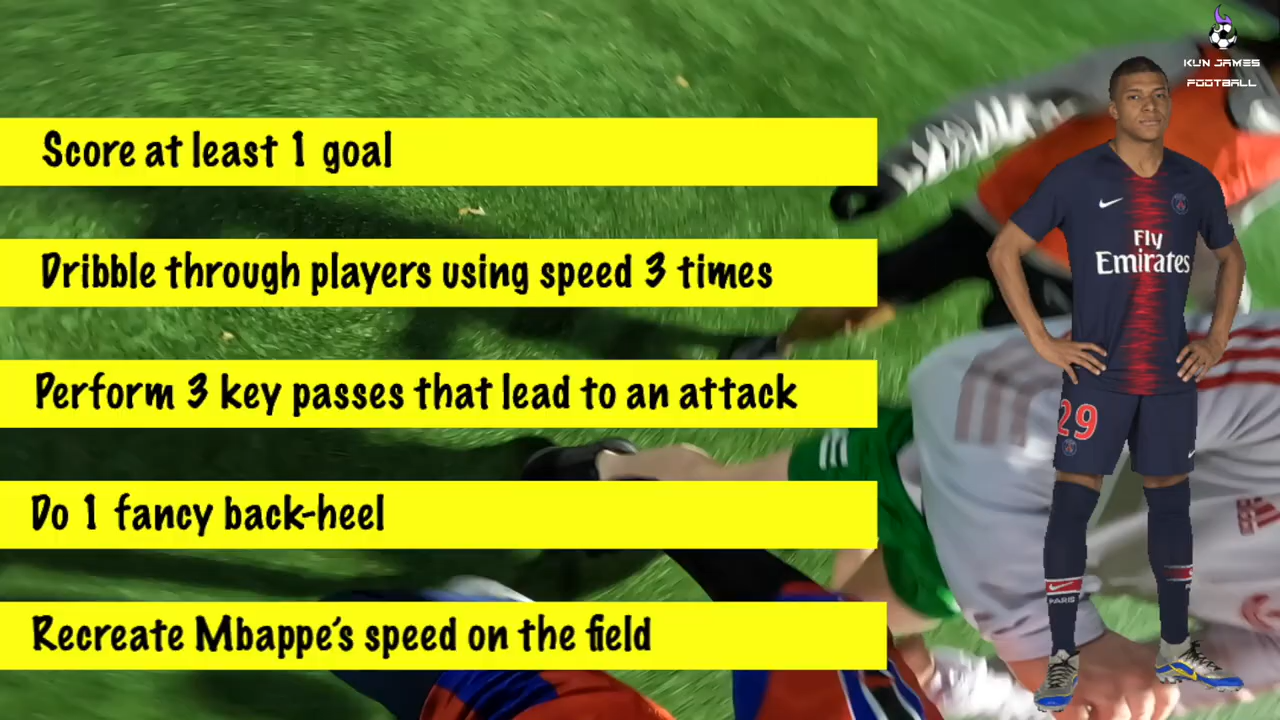 KUN JAMES
FOOTBALL
Score at least 1 goal
Dribble through players using speed 3 times
Perform 3 key passes that lead to an attack
Do 1 fancy back-heel
Recreate Mbappe's speed on the field
Fly
Emirates
29
PARIS